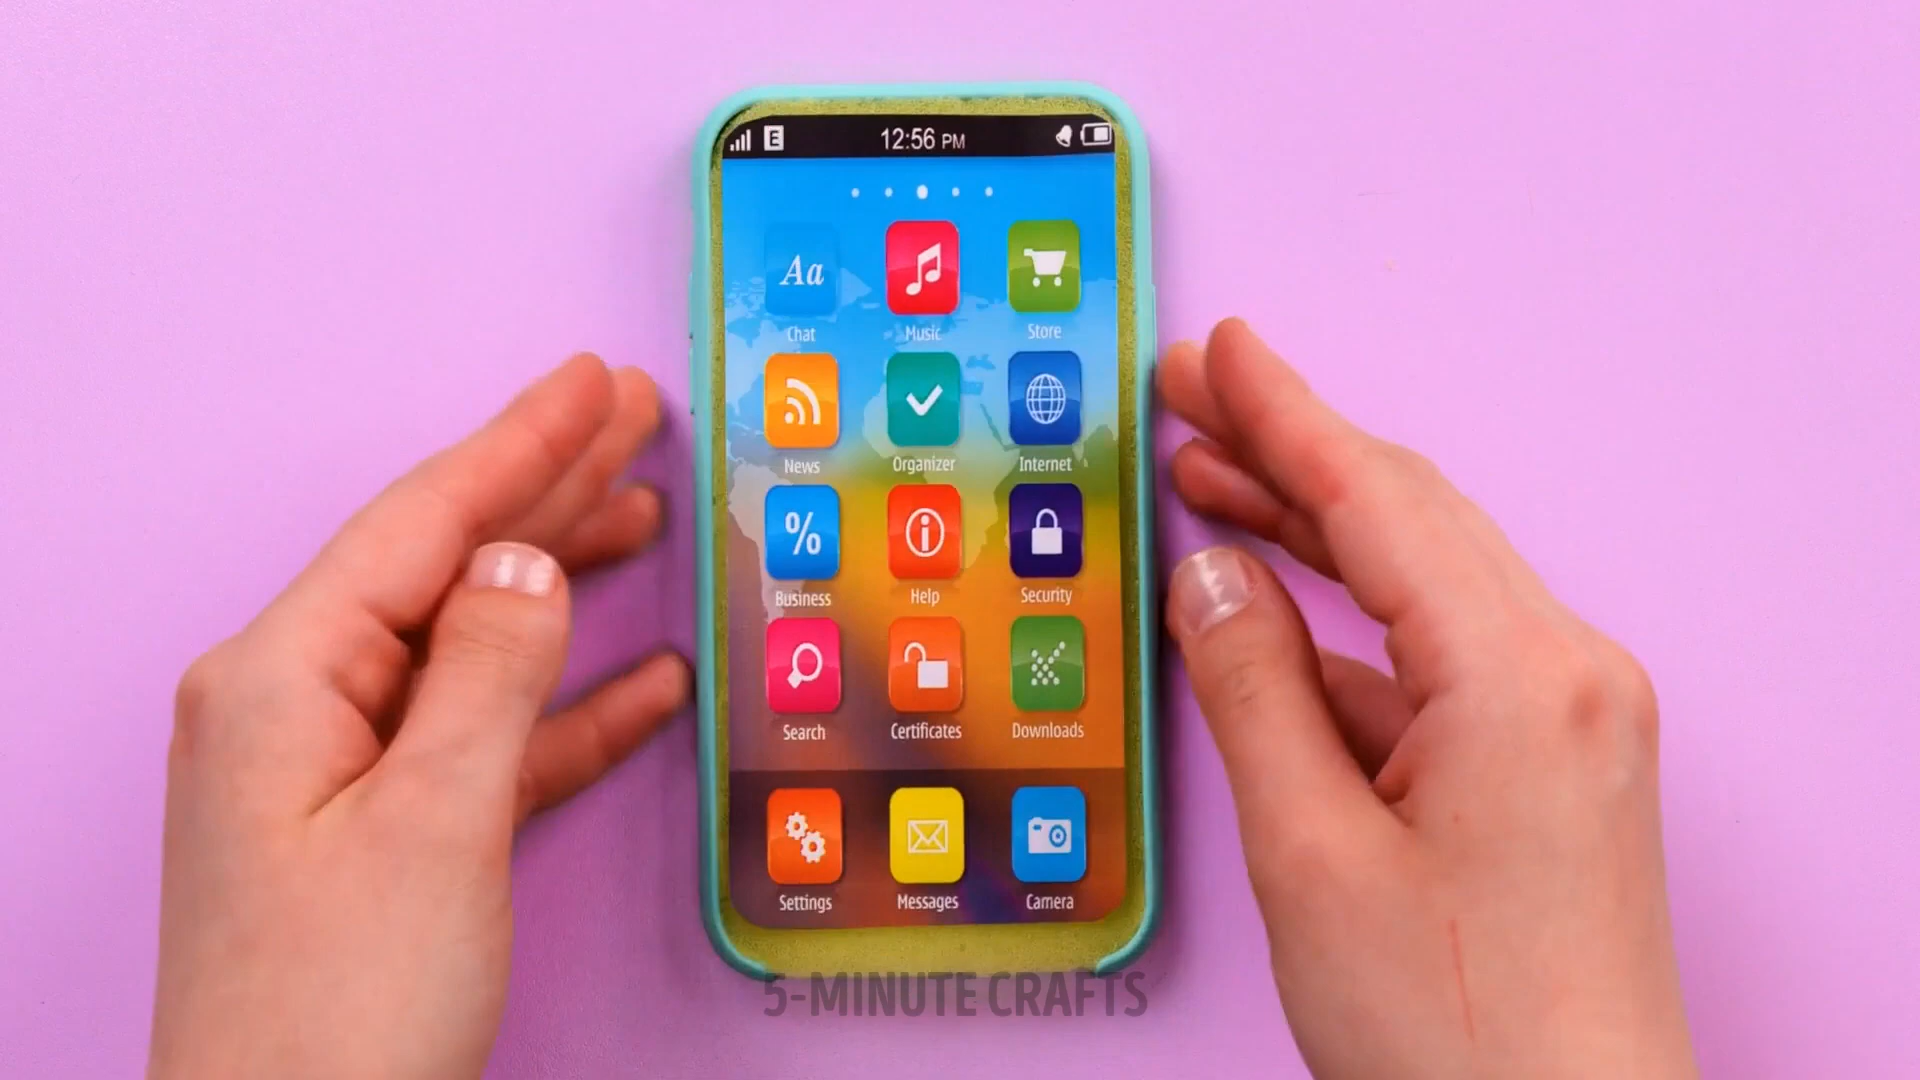 E 12:56 PM
Aa
Chat Music Store
News Organizer Internet
%
Business Help Security
Search Certificates Downloads
Settings Messages Camera
5-MINUTE CRAFTS